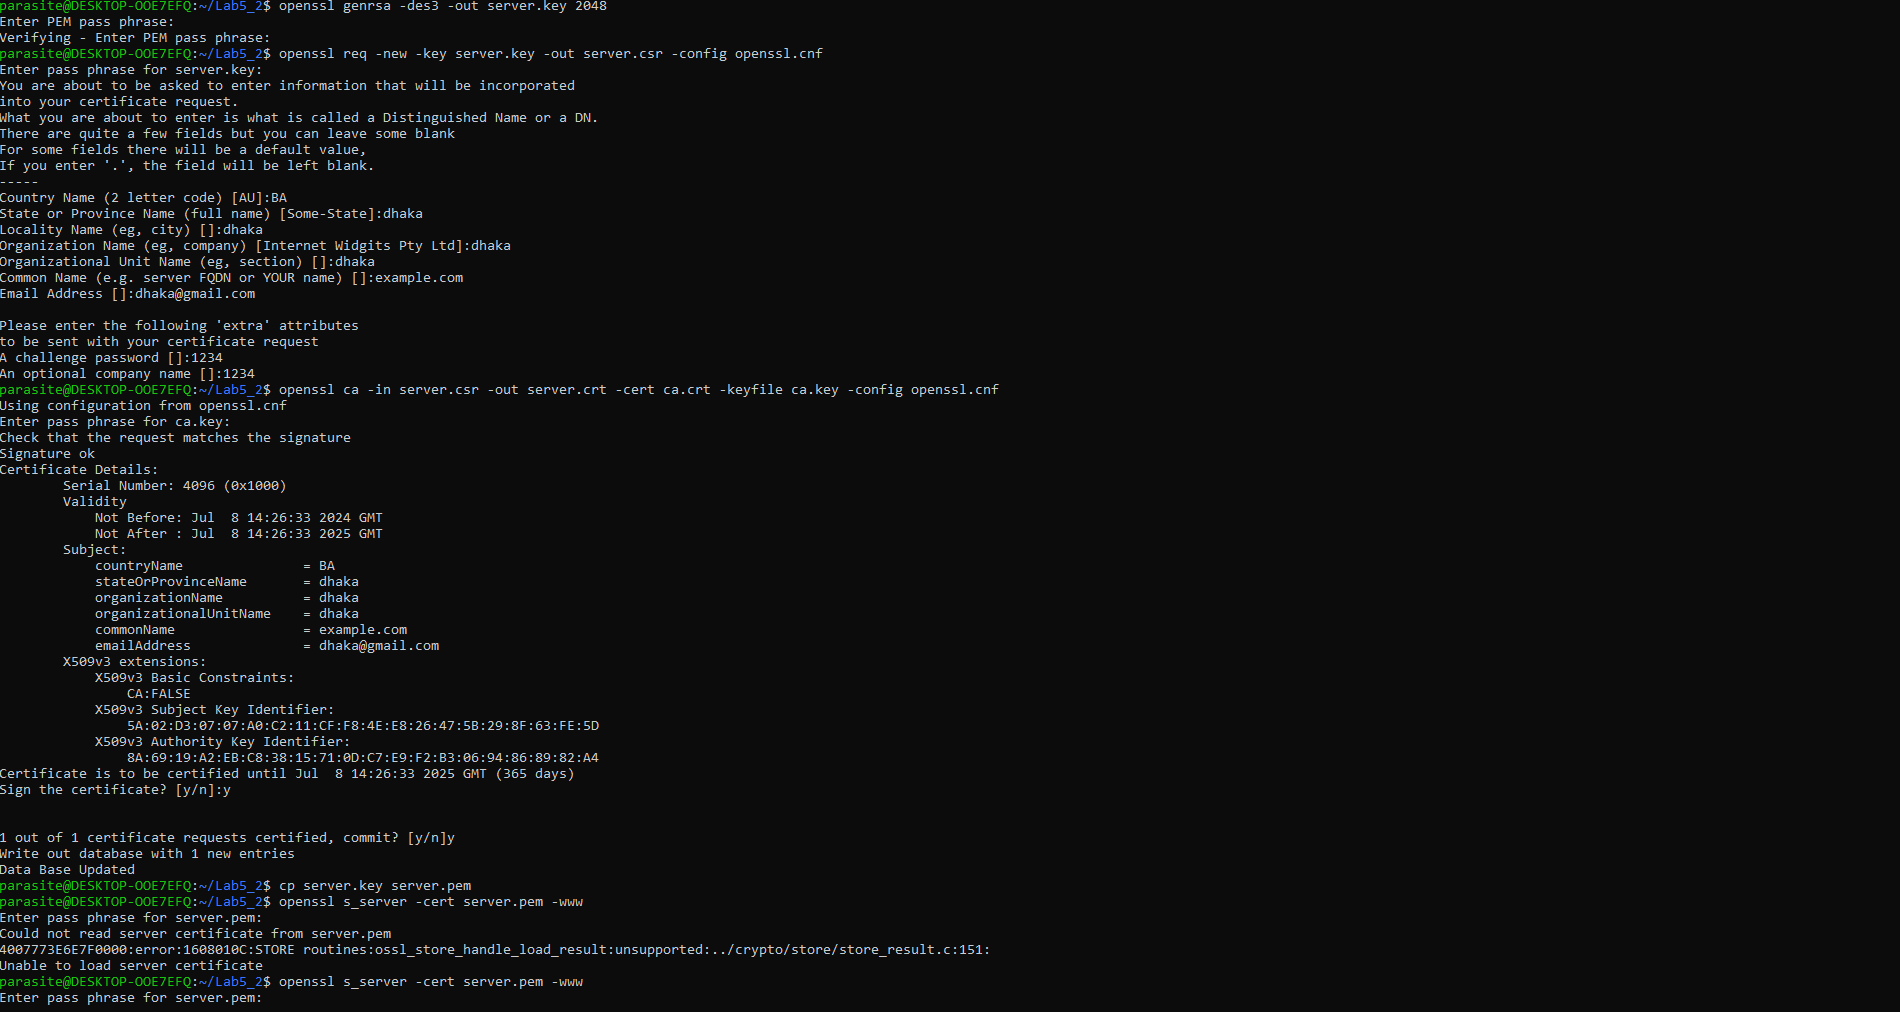 parasite@DESKTOP-OOE7EFQ:~/Lab5_2$ openssl genrsa -des3 -out server.key 2048
Enter PEM pass phrase:
Verifying - Enter PEM pass phrase:
parasite@DESKTOP-OOE7EFQ:~/Lab5_2$ openssl req -new -key server.key -out server.csr -config openssl.cnf
Enter pass phrase for server.key:
You are about to be asked to enter information that will be incorporated
into your certificate request.
What you are about to enter is what is called a Distinguished Name or a DN.
There are quite a few fields but you can leave some blank
For some fields there will be a default value,
If you enter '.', the field will be left blank.
-----
Country Name (2 letter code) [AU]:BA
State or Province Name (full name) [Some-State]:dhaka
Locality Name (eg, city) []:dhaka
Organization Name (eg, company) [Internet Widgits Pty Ltd]:dhaka
Organizational Unit Name (eg, section) []:dhaka
Common Name (e.g. server FQDN or YOUR name) []:example.com
Email Address []:dhaka@gmail.com

Please enter the following 'extra' attributes
to be sent with your certificate request
A challenge password []:1234
An optional company name []:1234
parasite@DESKTOP-OOE7EFQ:~/Lab5_2$ openssl ca -in server.csr -out server.crt -cert ca.crt -keyfile ca.key -config openssl.cnf
Using configuration from openssl.cnf
Enter pass phrase for ca.key:
Check that the request matches the signature
Signature ok
Certificate Details:
        Serial Number: 4096 (0x1000)
        Validity
            Not Before: Jul  8 14:26:33 2024 GMT
            Not After : Jul  8 14:26:33 2025 GMT
        Subject:
            countryName               = BA
            stateOrProvinceName       = dhaka
            organizationName          = dhaka
            organizationalUnitName    = dhaka
            commonName                = example.com
            emailAddress              = dhaka@gmail.com
        X509v3 extensions:
            X509v3 Basic Constraints:
                CA:FALSE
            X509v3 Subject Key Identifier:
                5A:02:D3:07:07:A0:C2:11:CF:F8:4E:E8:26:47:5B:29:8F:63:FE:5D
            X509v3 Authority Key Identifier:
                8A:69:19:A2:EB:C8:38:15:71:0D:C7:E9:F2:B3:06:94:86:89:82:A4
Certificate is to be certified until Jul  8 14:26:33 2025 GMT (365 days)
Sign the certificate? [y/n]:y

1 out of 1 certificate requests certified, commit? [y/n]y
Write out database with 1 new entries
Data Base Updated
parasite@DESKTOP-OOE7EFQ:~/Lab5_2$ cp server.key server.pem
parasite@DESKTOP-OOE7EFQ:~/Lab5_2$ openssl s_server -cert server.pem -www
Enter pass phrase for server.pem:
Could not read server certificate from server.pem
4007773E6E7F0000:error:1608010C:STORE routines:ossl_store_handle_load_result:unsupported:../crypto/store/store_result.c:151:
Unable to load server certificate
parasite@DESKTOP-OOE7EFQ:~/Lab5_2$ openssl s_server -cert server.pem -www
Enter pass phrase for server.pem: